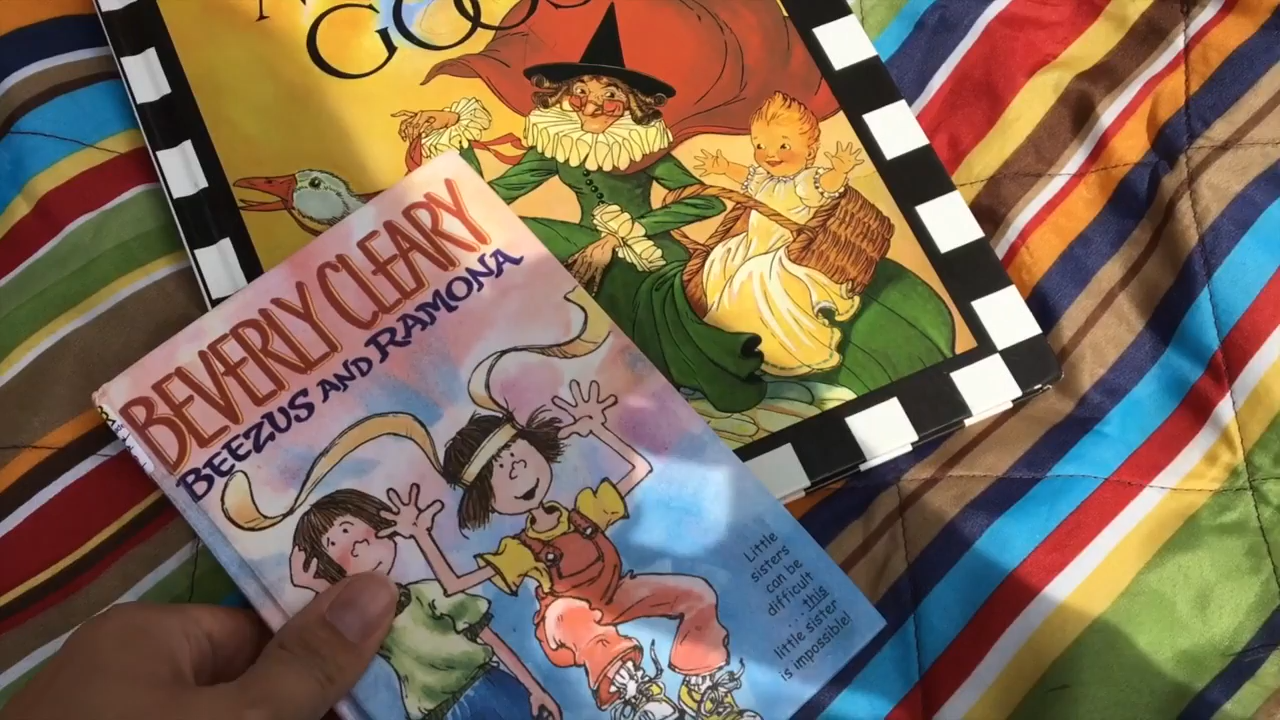 GOOSE
BEVERLY CLEARY
BEEZUS AND RAMONA
Little
sisters
can be
difficult
...this
little sister
is impossible!